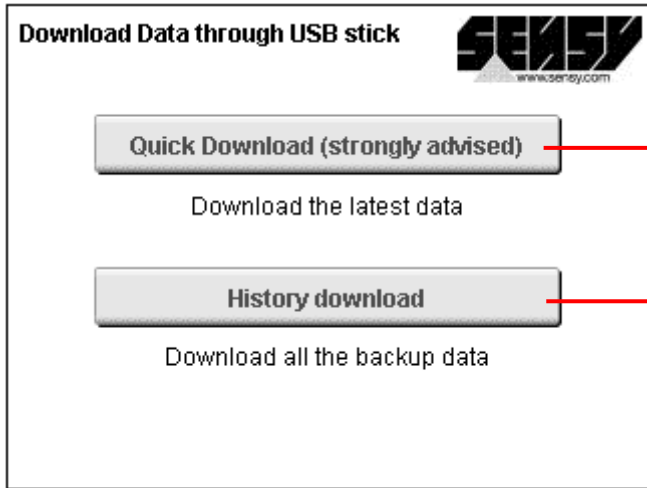 Download Data through USB stick
SENSY
www.sensy.com
Quick Download (strongly advised)
Download the latest data
History download
Download all the backup data